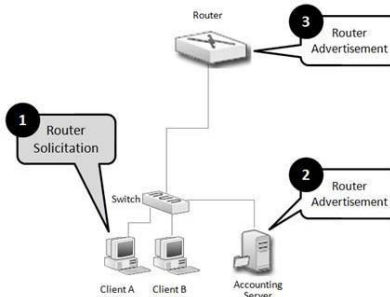 Router
3
Router
Advertisement
1
Router
Solicitation
2
Router
Advertisement
Switch
Client A
Client B
Accounting
Server